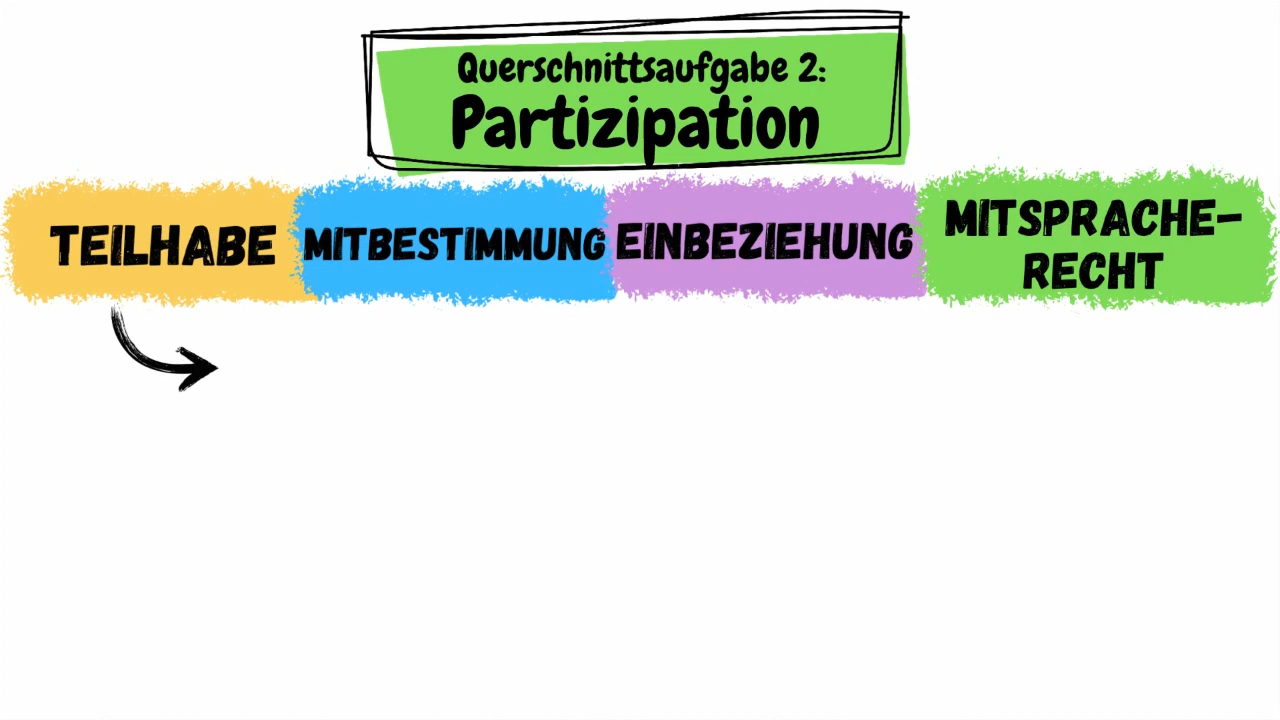 Querschnittsaufgabe 2:
Partizipation
TEILHABE
MITBESTIMMUNG
EINBEZIEHUNG
MITSPRACHE-
RECHT